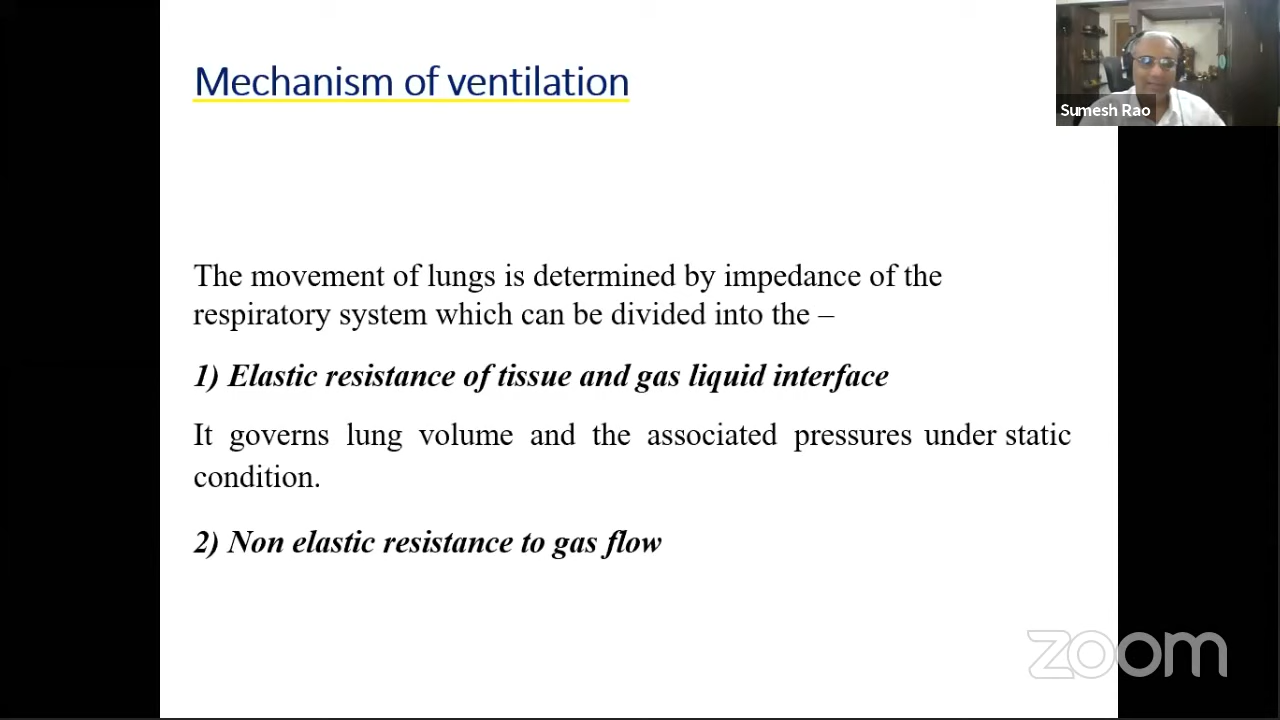 Mechanism of ventilation
Sumesh Rao
The movement of lungs is determined by impedance of the
respiratory system which can be divided into the –
1) Elastic resistance of tissue and gas liquid interface
It governs lung volume and the associated pressures under static
condition.
2) Non elastic resistance to gas flow
zoom